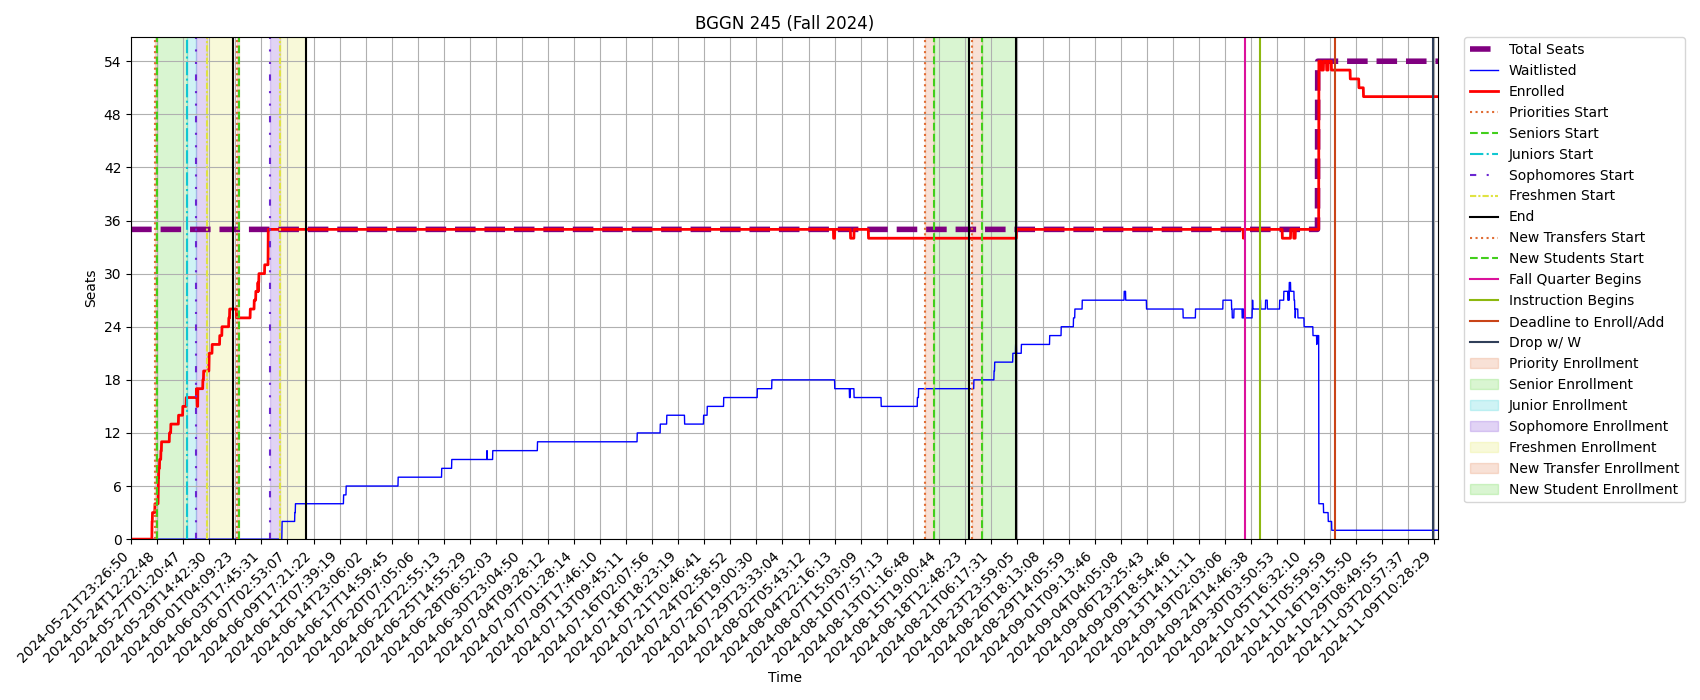 BGGN 245 (Fall 2024)
Seats
54
48
42
36
30
24
18
12
6
0
2024-05-21T23:26:50
2024-05-24T12:22:48
2024-05-27T01:20:47
2024-05-29T14:42:30
2024-06-01T04:09:23
2024-06-03T17:45:31
2024-06-07T02:53:07
2024-06-09T17:21:22
2024-06-12T07:39:19
2024-06-14T23:06:02
2024-06-17T14:59:45
2024-06-20T07:05:06
2024-06-22T22:55:13
2024-06-25T14:55:29
2024-06-28T06:52:03
2024-06-30T23:04:50
2024-07-04T09:28:12
2024-07-07T01:28:14
2024-07-09T17:46:10
2024-07-13T09:45:11
2024-07-16T02:07:56
2024-07-18T18:23:19
2024-07-21T10:46:41
2024-07-24T02:58:52
2024-07-26T19:00:30
2024-07-29T23:33:04
2024-08-02T05:43:12
2024-08-04T22:16:13
2024-08-07T15:03:09
2024-08-10T07:57:13
2024-08-13T01:16:48
2024-08-15T19:00:44
2024-08-18T12:48:23
2024-08-21T06:17:31
2024-08-23T23:59:05
2024-08-26T18:13:08
2024-08-29T14:05:59
2024-09-01T09:13:46
2024-09-04T04:05:08
2024-09-06T23:25:43
2024-09-09T18:54:46
2024-09-13T14:11:11
2024-09-19T02:03:06
2024-09-24T14:46:38
2024-09-30T03:50:53
2024-10-05T16:32:10
2024-10-11T05:59:59
2024-10-16T19:15:50
2024-10-29T08:49:55
2024-11-03T20:57:37
2024-11-09T10:28:29
Time
Total Seats
Waitlisted
Enrolled
Priorities Start
Seniors Start
Juniors Start
Sophomores Start
Freshmen Start
End
New Transfers Start
New Students Start
Fall Quarter Begins
Instruction Begins
Deadline to Enroll/Add
Drop w/ W
Priority Enrollment
Senior Enrollment
Junior Enrollment
Sophomore Enrollment
Freshmen Enrollment
New Transfer Enrollment
New Student Enrollment